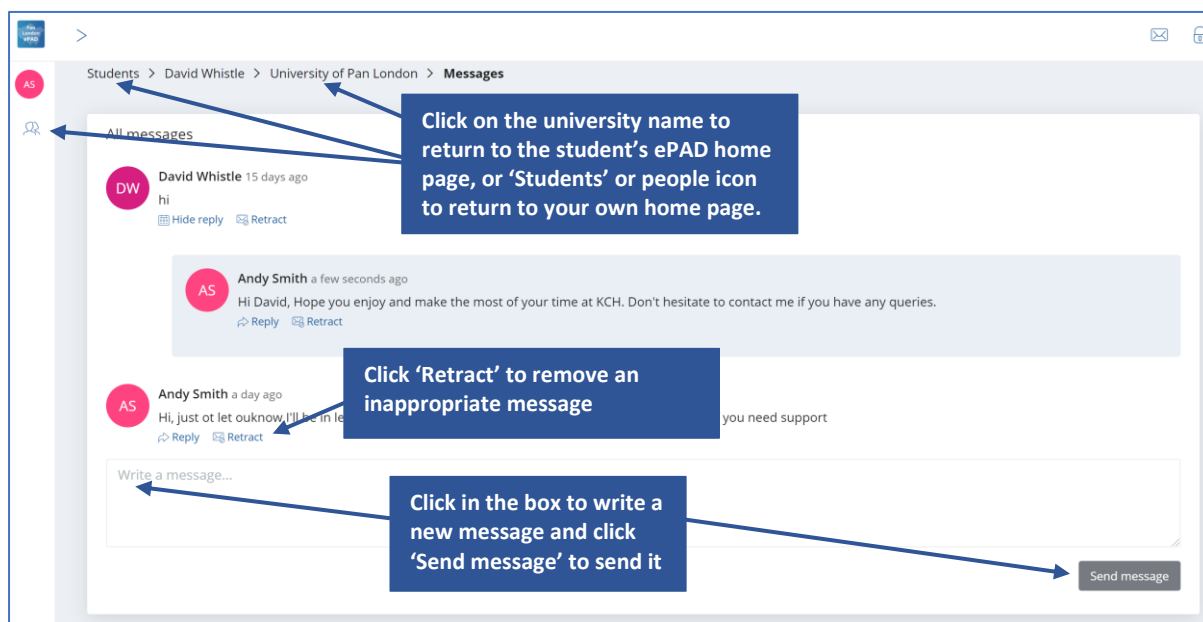 Pan
London
ePAD
>
AS
Students > David Whistle > University of Pan London > Messages
Click on the university name to
return to the student's ePAD home
page, or 'Students' or people icon
to return to your own home page.
All messages
DW
David Whistle 15 days ago
hi
Hide reply Retract
AS
Andy Smith a few seconds ago
Hi David, Hope you enjoy and make the most of your time at KCH. Don't hesitate to contact me if you have any queries.
Reply Retract
Click 'Retract' to remove an
inappropriate message
AS
Andy Smith a day ago
Hi, just ot let ouknow,I'll be in le you need support
Reply Retract
Write a message...
Click in the box to write a
new message and click
'Send message' to send it
Send message